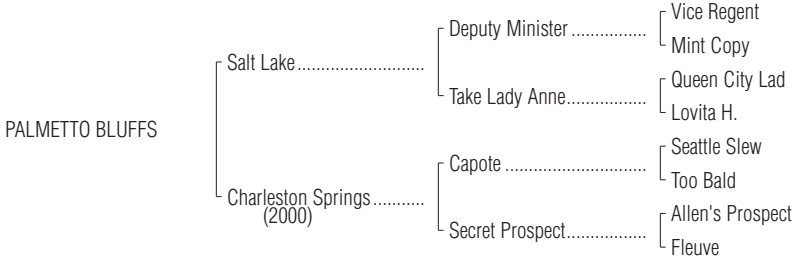 Vice Regent
Deputy Minister ................
Mint Copy
Salt Lake.........................
Queen City Lad
Take Lady Anne.................
Lovita H.
PALMETTO BLUFFS
Seattle Slew
Capote .............................
Too Bald
Charleston Springs...........
(2000)
Allen's Prospect
Secret Prospect.................
Fleuve